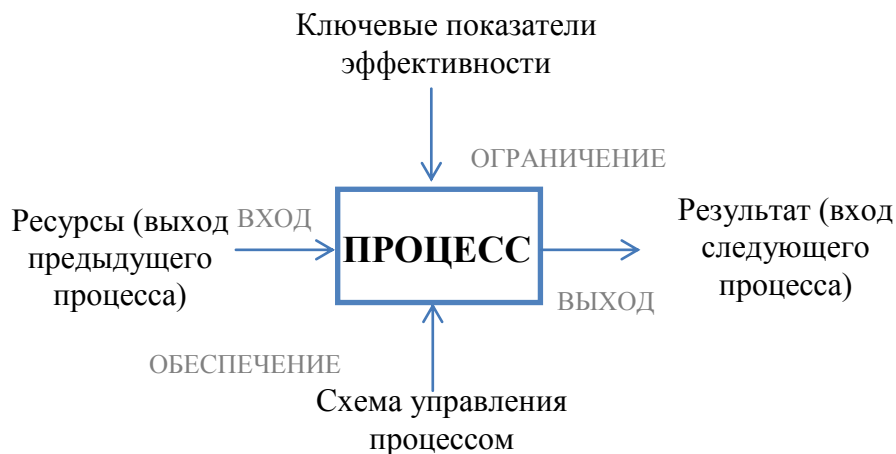 Ключевые показатели
эффективности
ОГРАНИЧЕНИЕ
Ресурсы (выход
предыдущего
процесса)
ВХОД
ПРОЦЕСС
Результат (вход
следующего
процесса)
ВЫХОД
ОБЕСПЕЧЕНИЕ
Схема управления
процессом